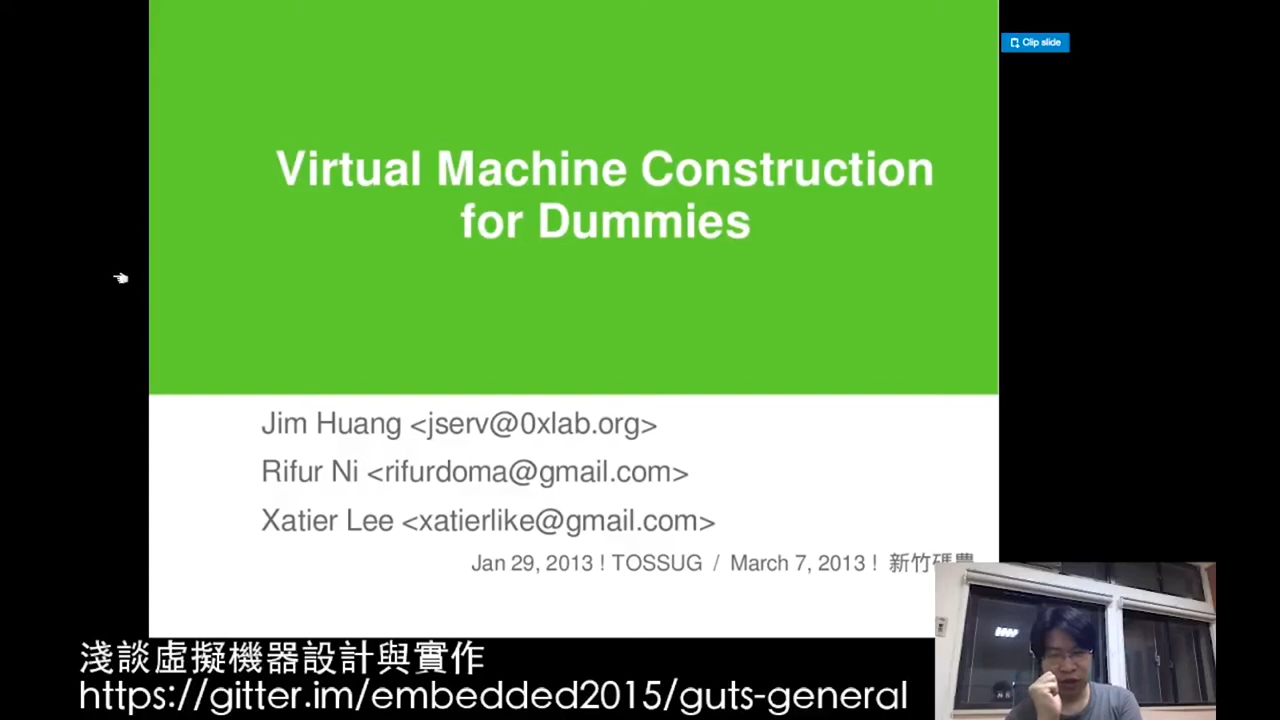 Clip slide
Virtual Machine Construction
for Dummies
Jim Huang <jserv@0xlab.org>
Rifur Ni <rifurdoma@gmail.com>
Xatier Lee <xatierlike@gmail.com>
Jan 29, 2013 ! TOSSUG / March 7, 2013 ! 新竹碼農
淺談虛擬機器設計與實作
https://gitter.im/embedded2015/guts-general